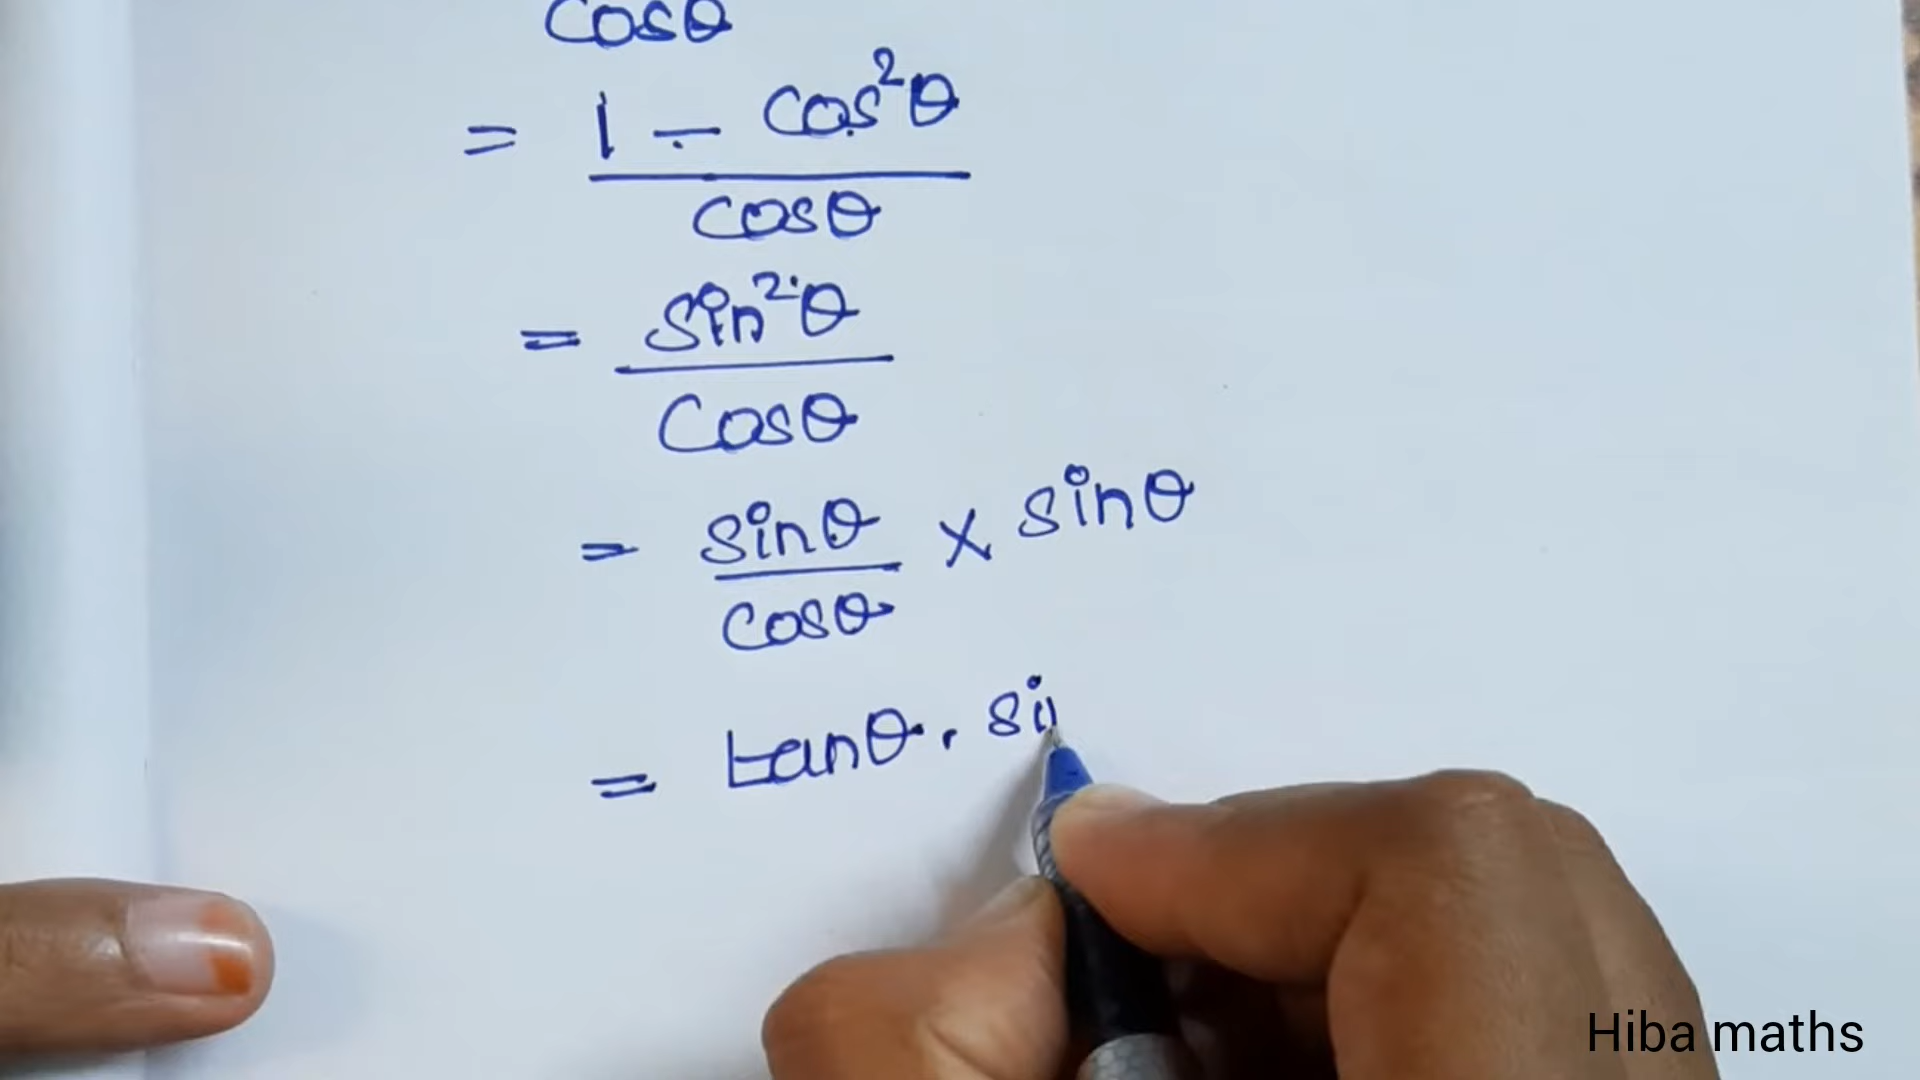 cosθ
= 1 - cos²θ
cosθ
= sin²θ
cosθ
= sinθ × sinθ
cosθ
= tanθ . si
Hiba maths